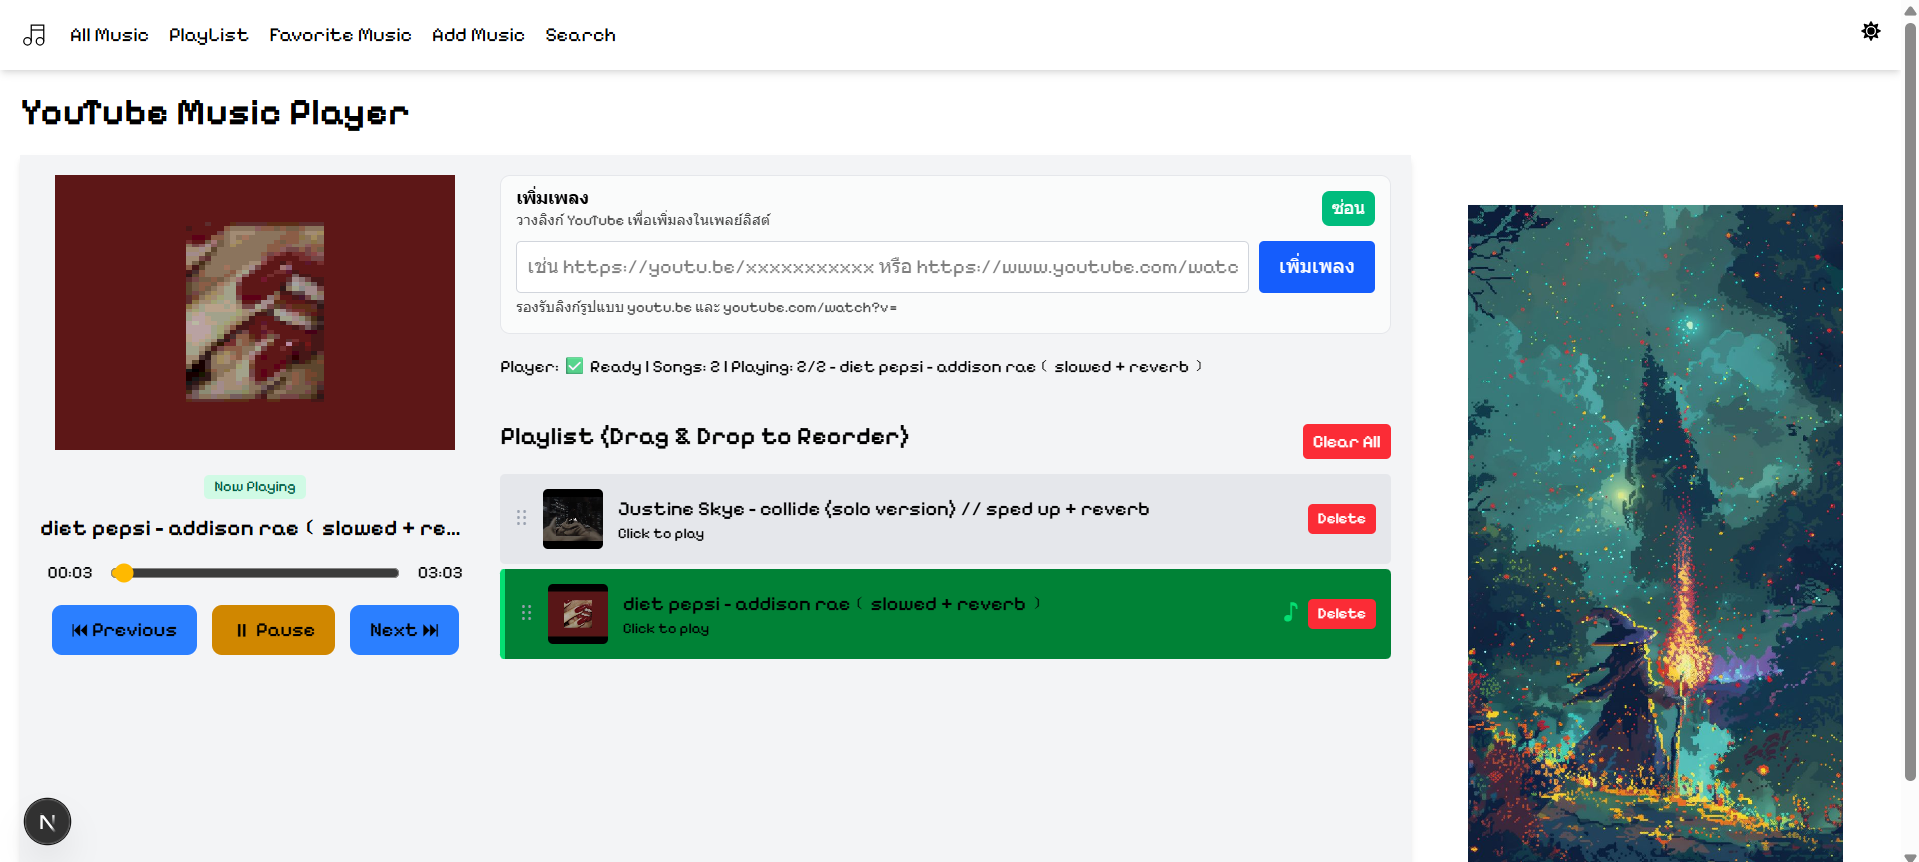 All Music PlayList Favorite Music Add Music Search
YouTube Music Player
เพิ่มเพลง
วางลิงก์ YouTube เพื่อเพิ่มลงในเพลย์ลิสต์
ซ่อน
เช่น https://youtu.be/xxxxxxxxxxx หรือ https://www.youtube.com/watc
เพิ่มเพลง
รองรับลิงก์รูปแบบ youtu.be และ youtube.com/watch?v=
Player: ✅ Ready | Songs: 2 | Playing: 2/2 - diet pepsi - addison rae ( slowed + reverb )
Now Playing
diet pepsi - addison rae ( slowed + re...
00:03 03:03
⏮ Previous
⏸ Pause
Next ⏭
Playlist (Drag & Drop to Reorder)
Clear All
Justine Skye - collide (solo version) // sped up + reverb
Click to play
Delete
diet pepsi - addison rae ( slowed + reverb )
Click to play
Delete
N